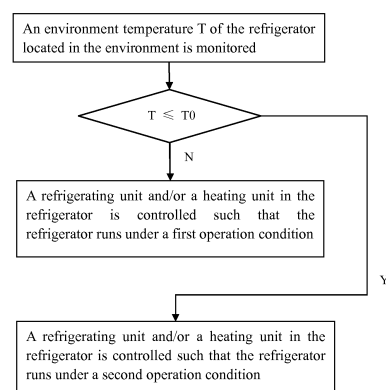 An environment temperature T of the refrigerator
located in the environment is monitored
T ≤ T0
N
A refrigerating unit and/or a heating unit in the
refrigerator is controlled such that the
refrigerator runs under a first operation condition
Y
A refrigerating unit and/or a heating unit in the
refrigerator is controlled such that the refrigerator
runs under a second operation condition